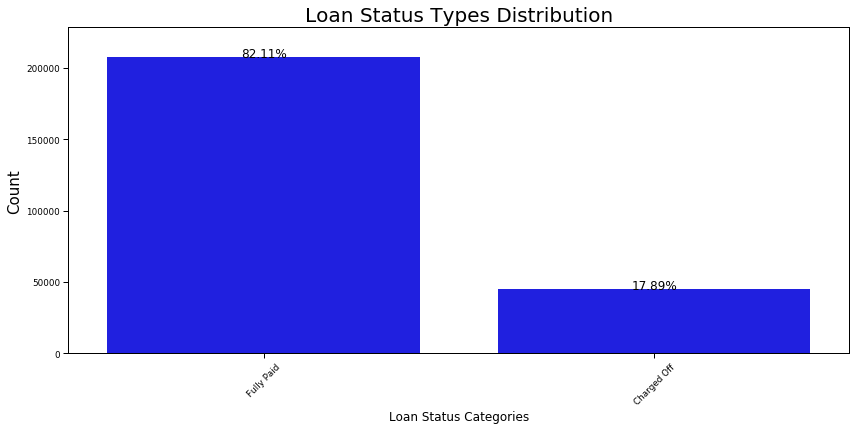 Loan Status Types Distribution
82.11%
200000
150000
Count
100000
50000
17.89%
0
Fully Paid
Charged Off
Loan Status Categories